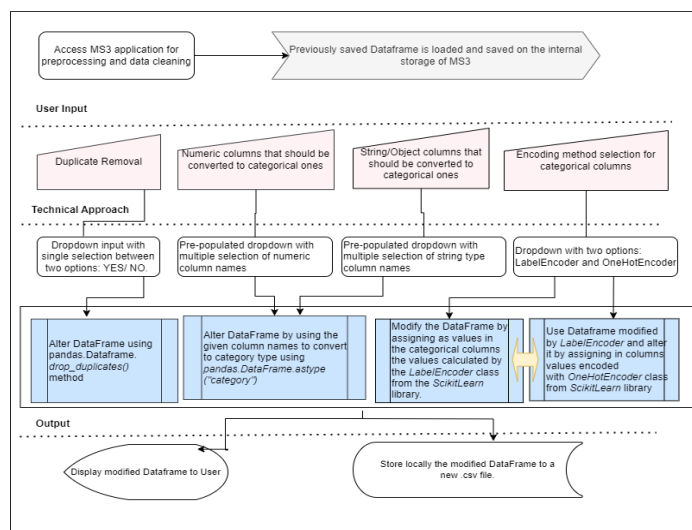 Access MS3 application for
preprocessing and data cleaning
Previously saved Dataframe is loaded and saved on the internal
storage of MS3
User Input
Duplicate Removal
Numeric columns that should be
converted to categorical ones
String/Object columns that
should be converted to
categorical ones
Encoding method selection for
categorical columns
Technical Approach
Dropdown input with
single selection between
two options: YES/ NO.
Pre-populated dropdown with
multiple selection of numeric
column names
Pre-populated dropdown with
multiple selection of string type
column names
Dropdown with two options:
LabelEncoder and OneHotEncoder
Alter DataFrame using
pandas.Dataframe.
drop_duplicates()
method
Alter DataFrame by using the
given column names to convert
to category type using
pandas.DataFrame.astype
("category")
Modify the DataFrame by
assigning as values in
the categorical columns
the values calculated by
the LabelEncoder class
from the ScikitLearn
library.
Use Dataframe modified
by LabelEncoder and alter
it by assigning in columns
values encoded
with OneHotEncoder class
from ScikitLearn library
Output
Display modified Dataframe to User
Store locally the modified DataFrame to a
new .csv file.